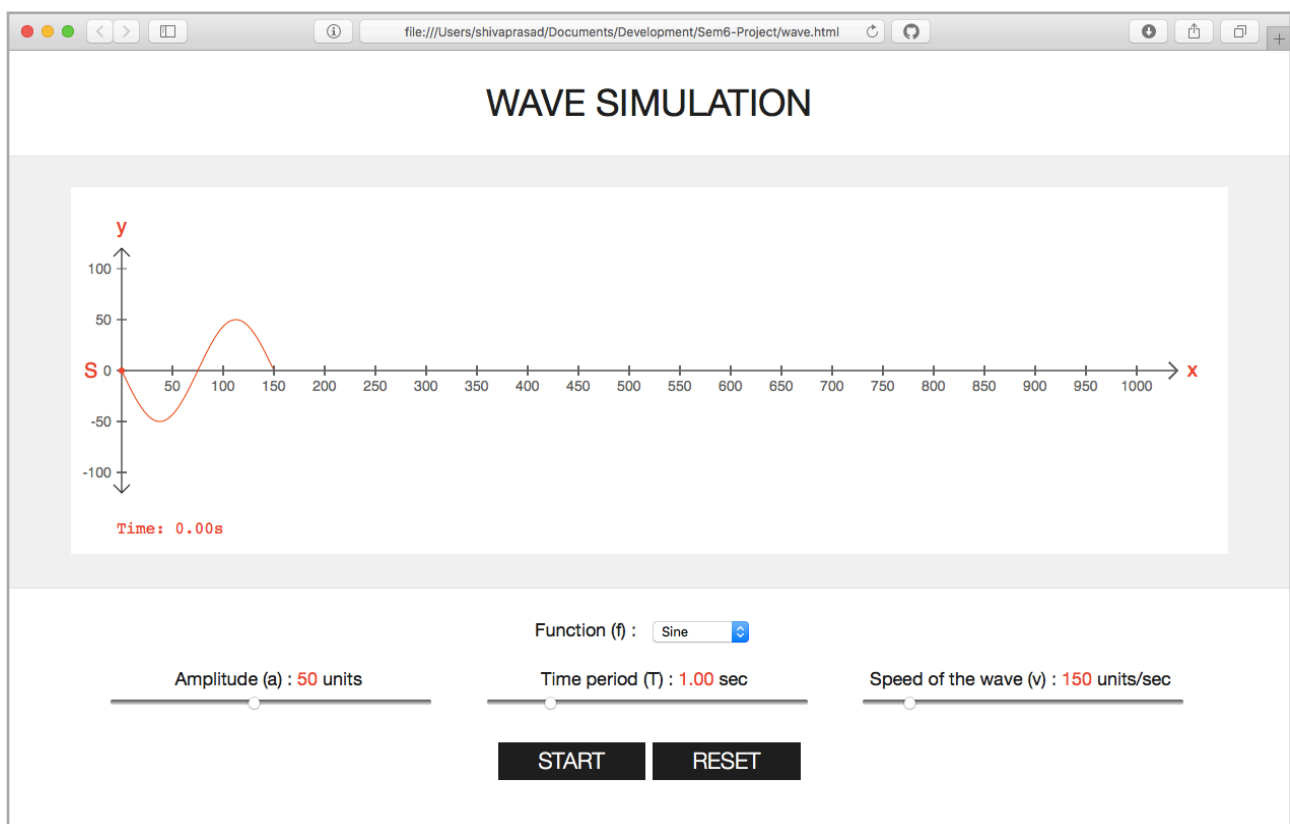 file:///Users/shivaprasad/Documents/Development/Sem6-Project/wave.html
WAVE SIMULATION
y
100
50
S 0
50 100 150 200 250 300 350 400 450 500 550 600 650 700 750 800 850 900 950 1000
x
-50
-100
Time: 0.00s
Function (f) : Sine
Amplitude (a) : 50 units Time period (T) : 1.00 sec Speed of the wave (v) : 150 units/sec
START RESET